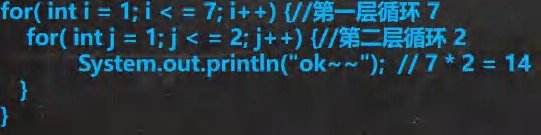 for( int i = 1; i < = 7; i++) {//第一层循环 7
for( int j = 1; j < = 2; j++) {//第二层循环 2
System.out.println("ok~~"); // 7 * 2 = 14
}
}